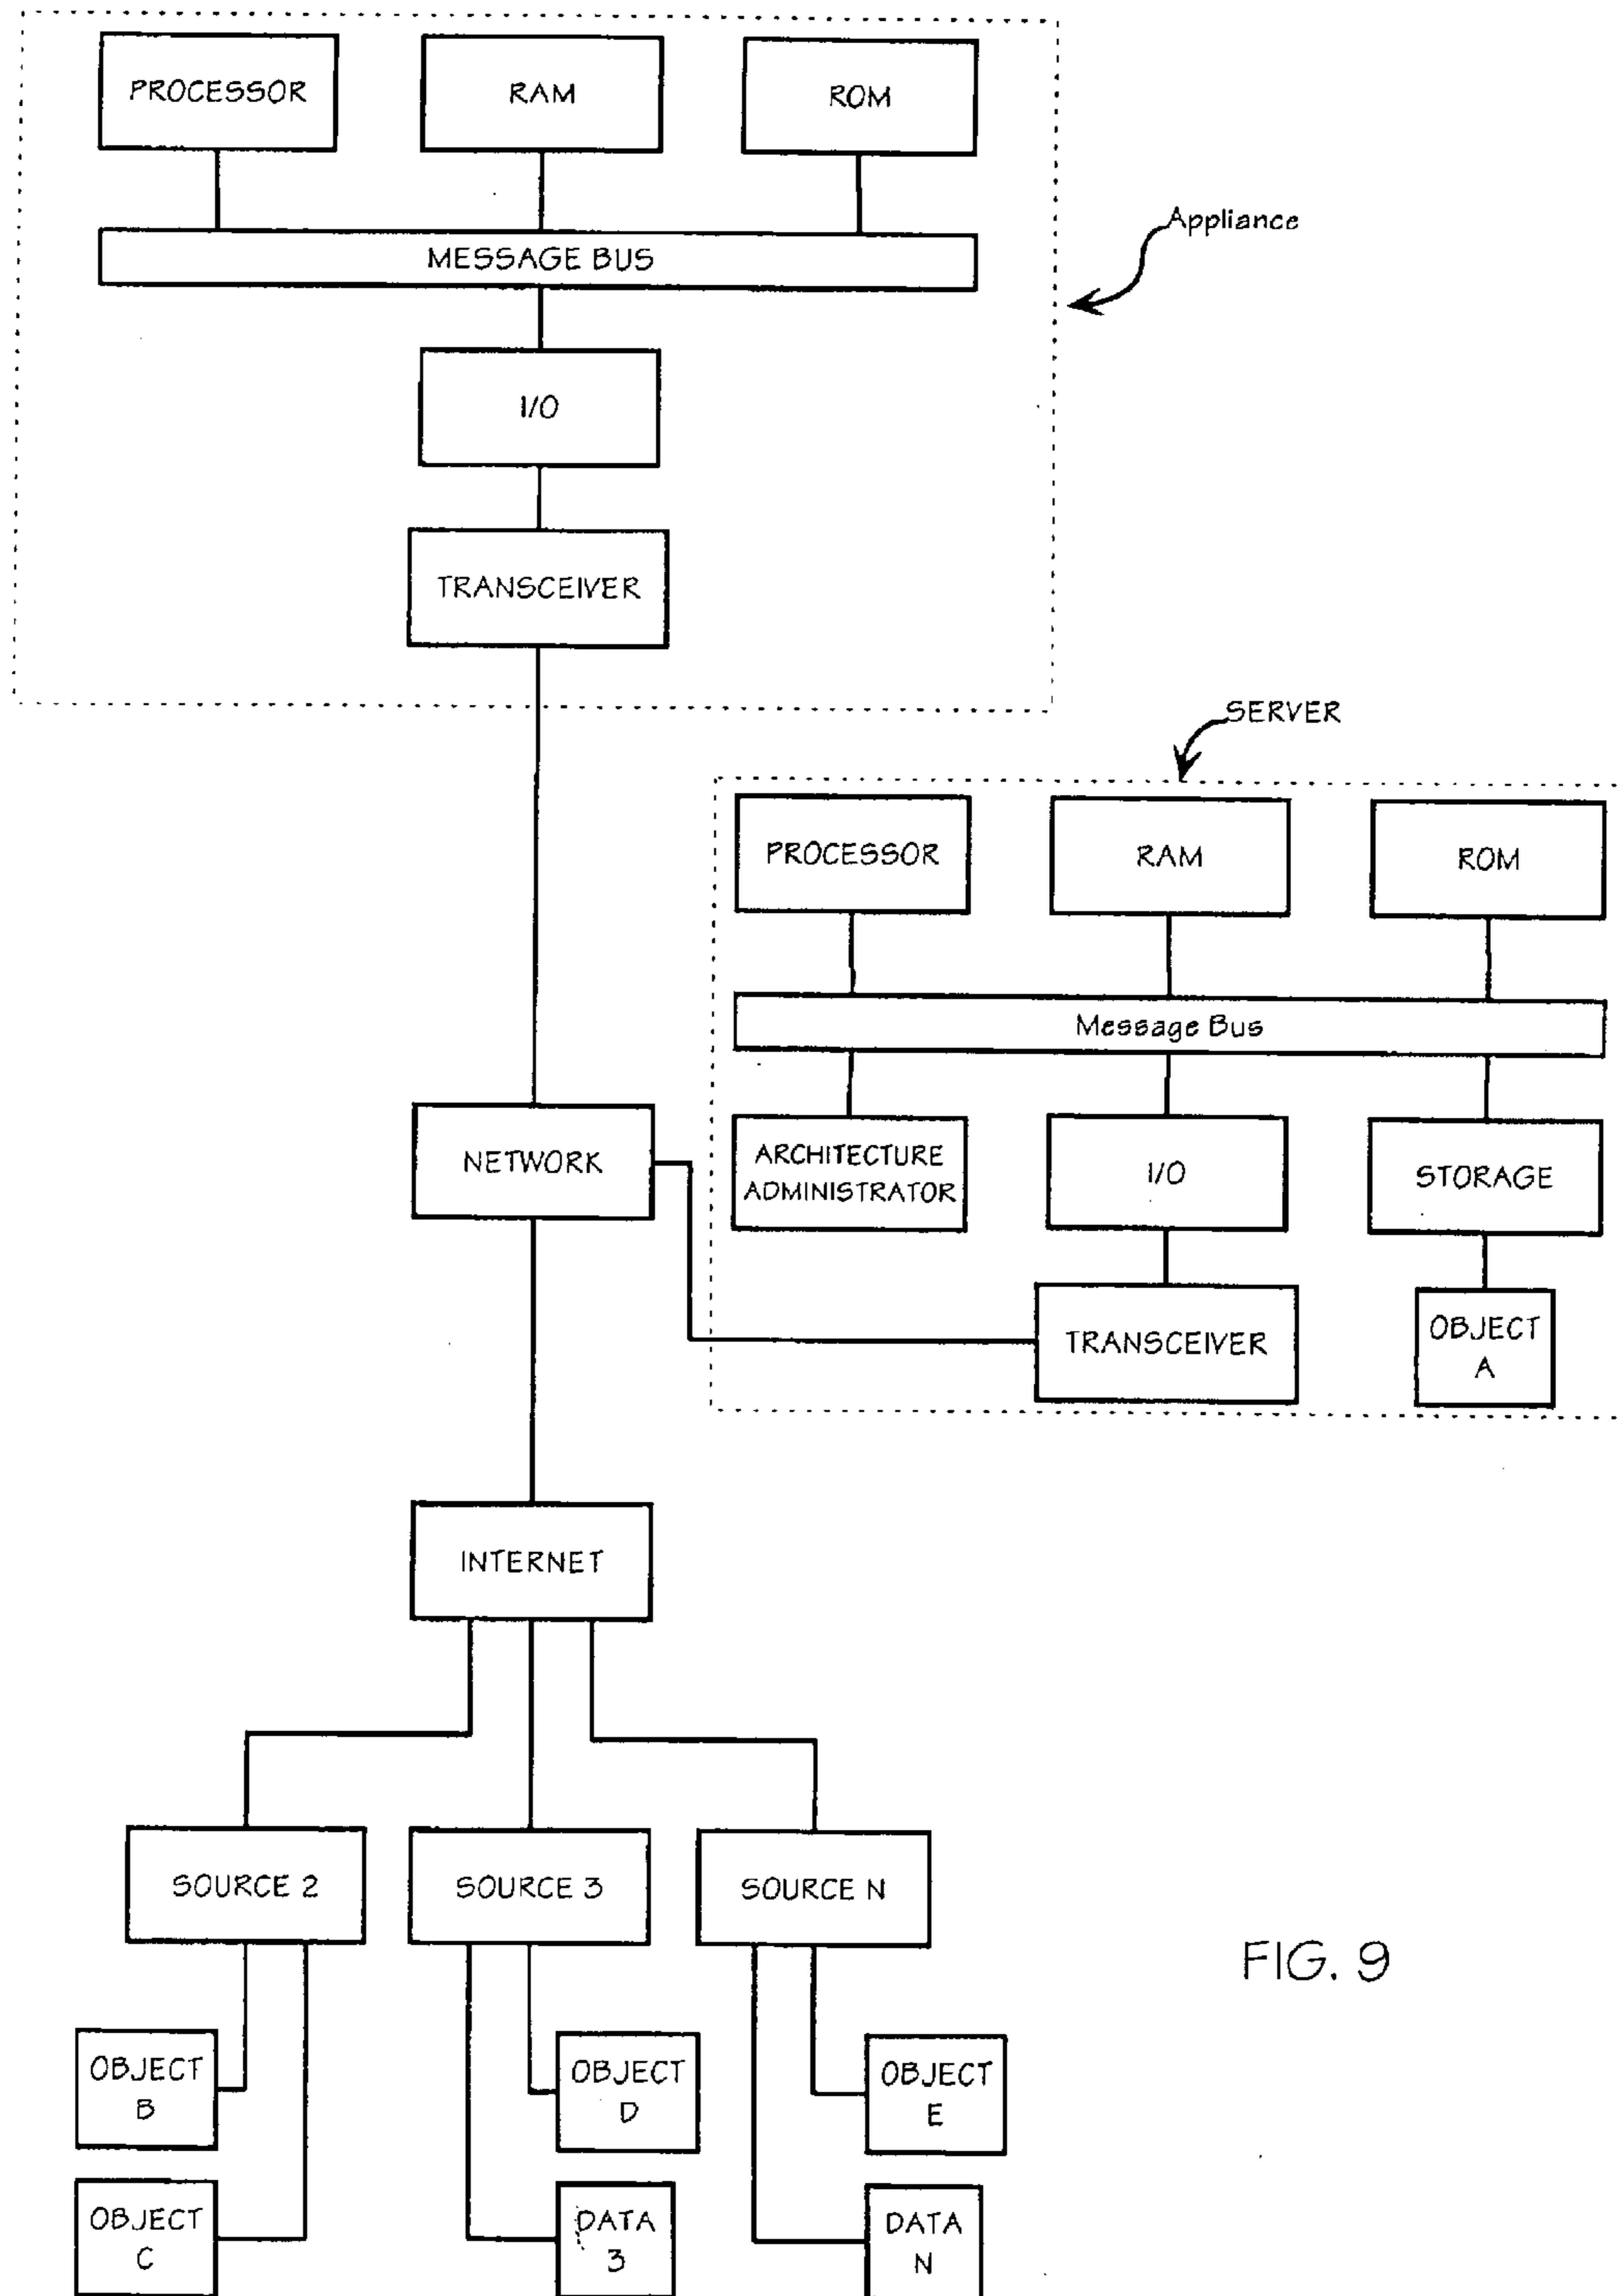 PROCESSOR
RAM
ROM
MESSAGE BUS
Appliance
I/O
TRANSCEIVER
SERVER
PROCESSOR
RAM
ROM
Message Bus
NETWORK
ARCHITECTURE
ADMINISTRATOR
I/O
STORAGE
TRANSCEIVER
OBJECT
A
INTERNET
SOURCE 2
SOURCE 3
SOURCE N
FIG. 9
OBJECT
B
OBJECT
D
OBJECT
E
OBJECT
C
DATA
3
DATA
N